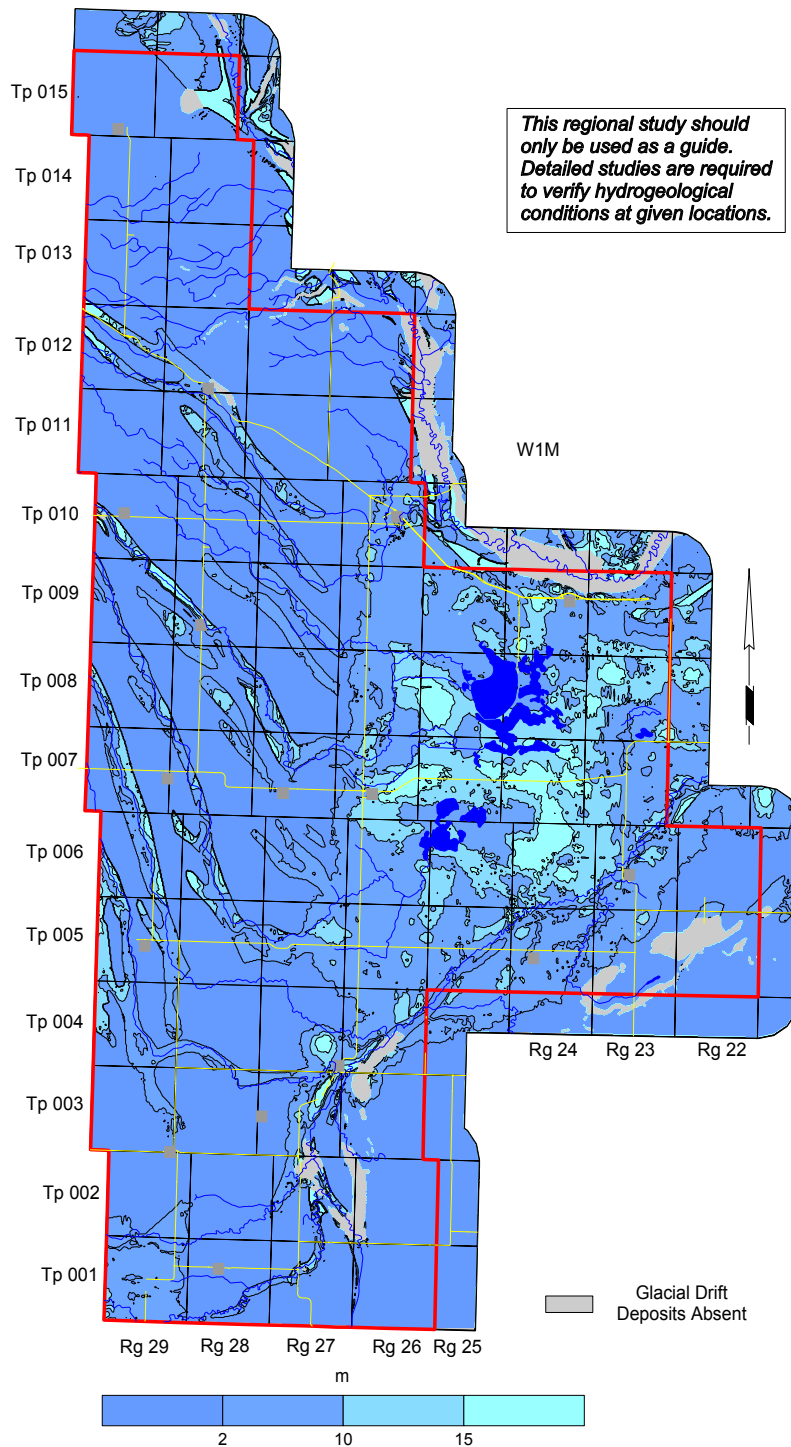 Tp 015
This regional study should
only be used as a guide.
Detailed studies are required
to verify hydrogeological
conditions at given locations.
Tp 014
Tp 013
Tp 012
Tp 011
W1M
Tp 010
Tp 009
Tp 008
Tp 007
Tp 006
Tp 005
Tp 004
Rg 24
Rg 23
Rg 22
Tp 003
Tp 002
Tp 001
Glacial Drift
Deposits Absent
Rg 29
Rg 28
Rg 27
Rg 26
Rg 25
m
2
10
15